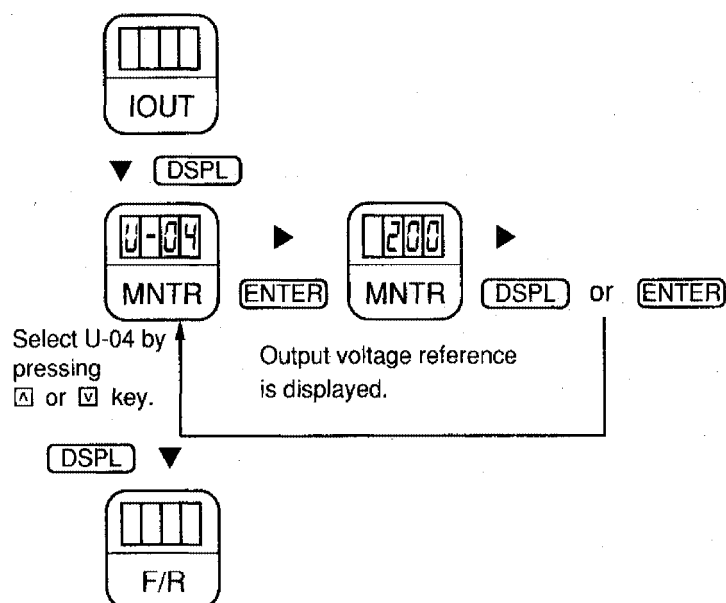 IOUT
DSPL
U-04
MNTR
ENTER
200
MNTR
DSPL or ENTER
Select U-04 by
pressing
∧ or ∨ key.
Output voltage reference
is displayed.
DSPL
F/R